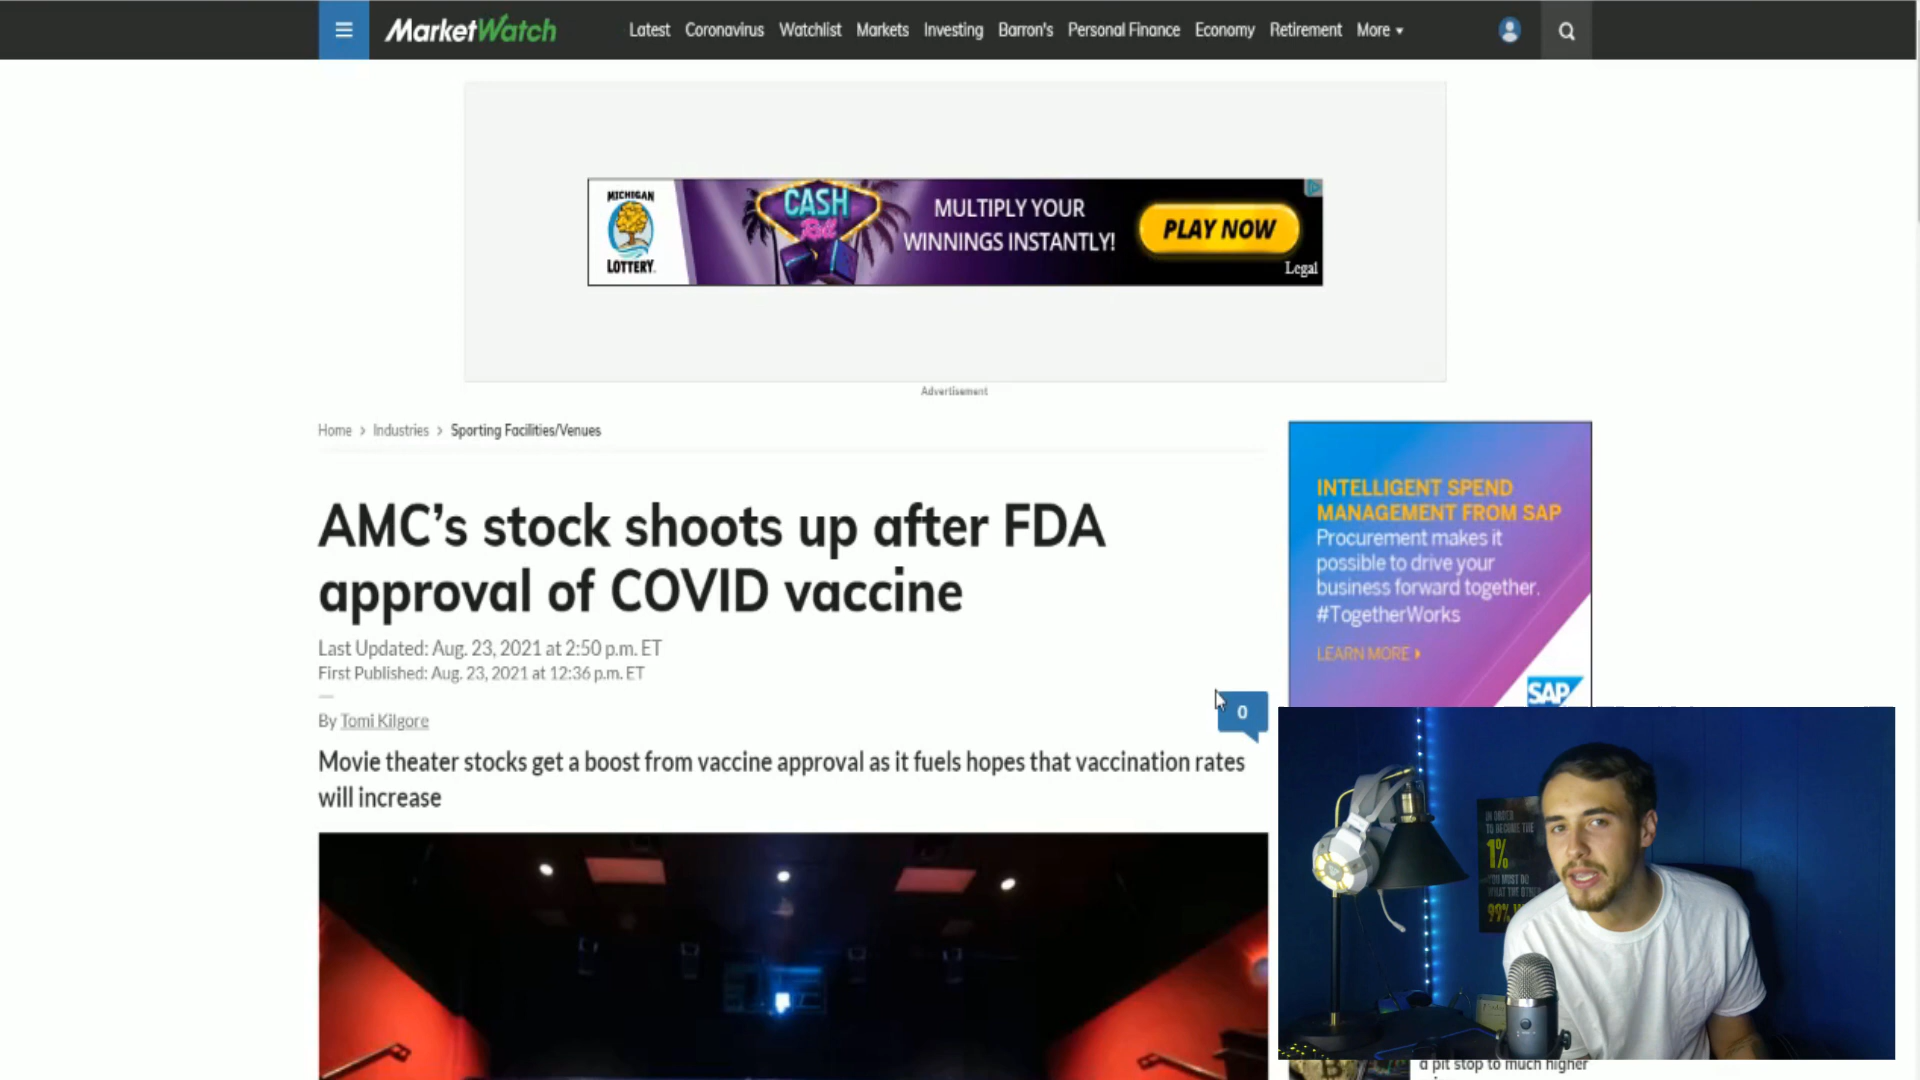 MarketWatch
Latest Coronavirus Watchlist Markets Investing Barron's Personal Finance Economy Retirement More
MICHIGAN
LOTTERY
CASH
Roll
MULTIPLY YOUR
WINNINGS INSTANTLY!
PLAY NOW
Legal
Advertisement
Home > Industries > Sporting Facilities/Venues
AMC's stock shoots up after FDA
approval of COVID vaccine
Last Updated: Aug. 23, 2021 at 2:50 p.m. ET
First Published: Aug. 23, 2021 at 12:36 p.m. ET
By Tomi Kilgore
0
Movie theater stocks get a boost from vaccine approval as it fuels hopes that vaccination rates
will increase
INTELLIGENT SPEND
MANAGEMENT FROM SAP
Procurement makes it
possible to drive your
business forward together.
#TogetherWorks
LEARN MORE
SAP
IN ORDER
TO BECOME THE
1%
YOU MUST DO
WHAT THE OTHER
99%
a pit stop to much higher